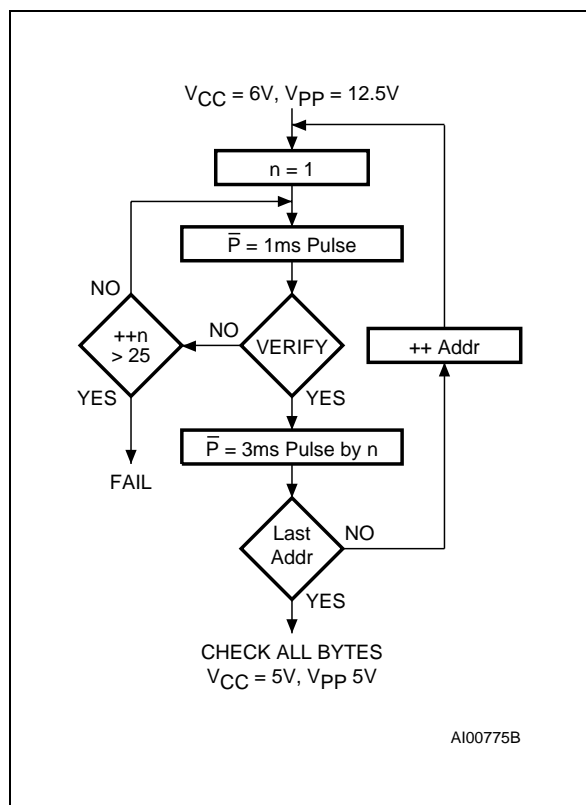 VCC = 6V, VPP = 12.5V
n = 1
P̅ = 1ms Pulse
NO
++n
> 25
NO
VERIFY
++ Addr
YES
YES
P̅ = 3ms Pulse by n
FAIL
Last
Addr
NO
YES
CHECK ALL BYTES
VCC = 5V, VPP 5V
AI00775B